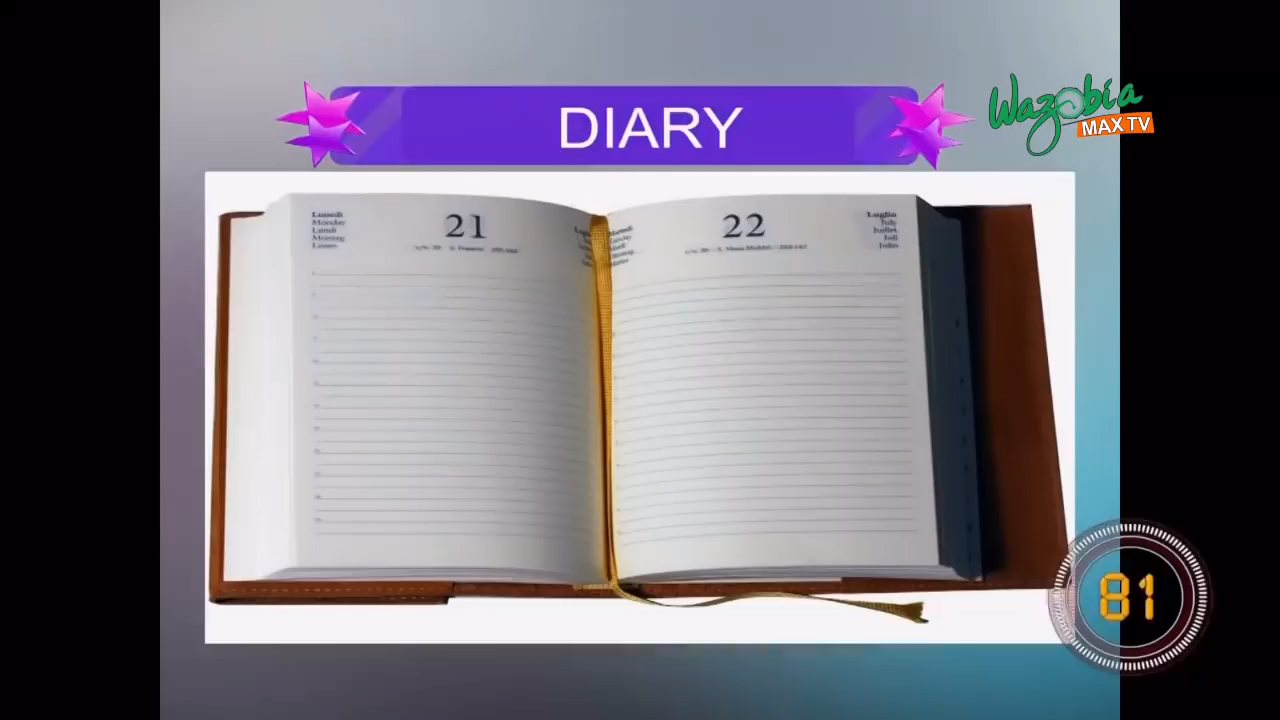 DIARY
Wazobia
MAX TV
Lunedì
Monday
Lundi
Montag
Lunes
21
22
Luglio
July
Juillet
Juli
Julio
81